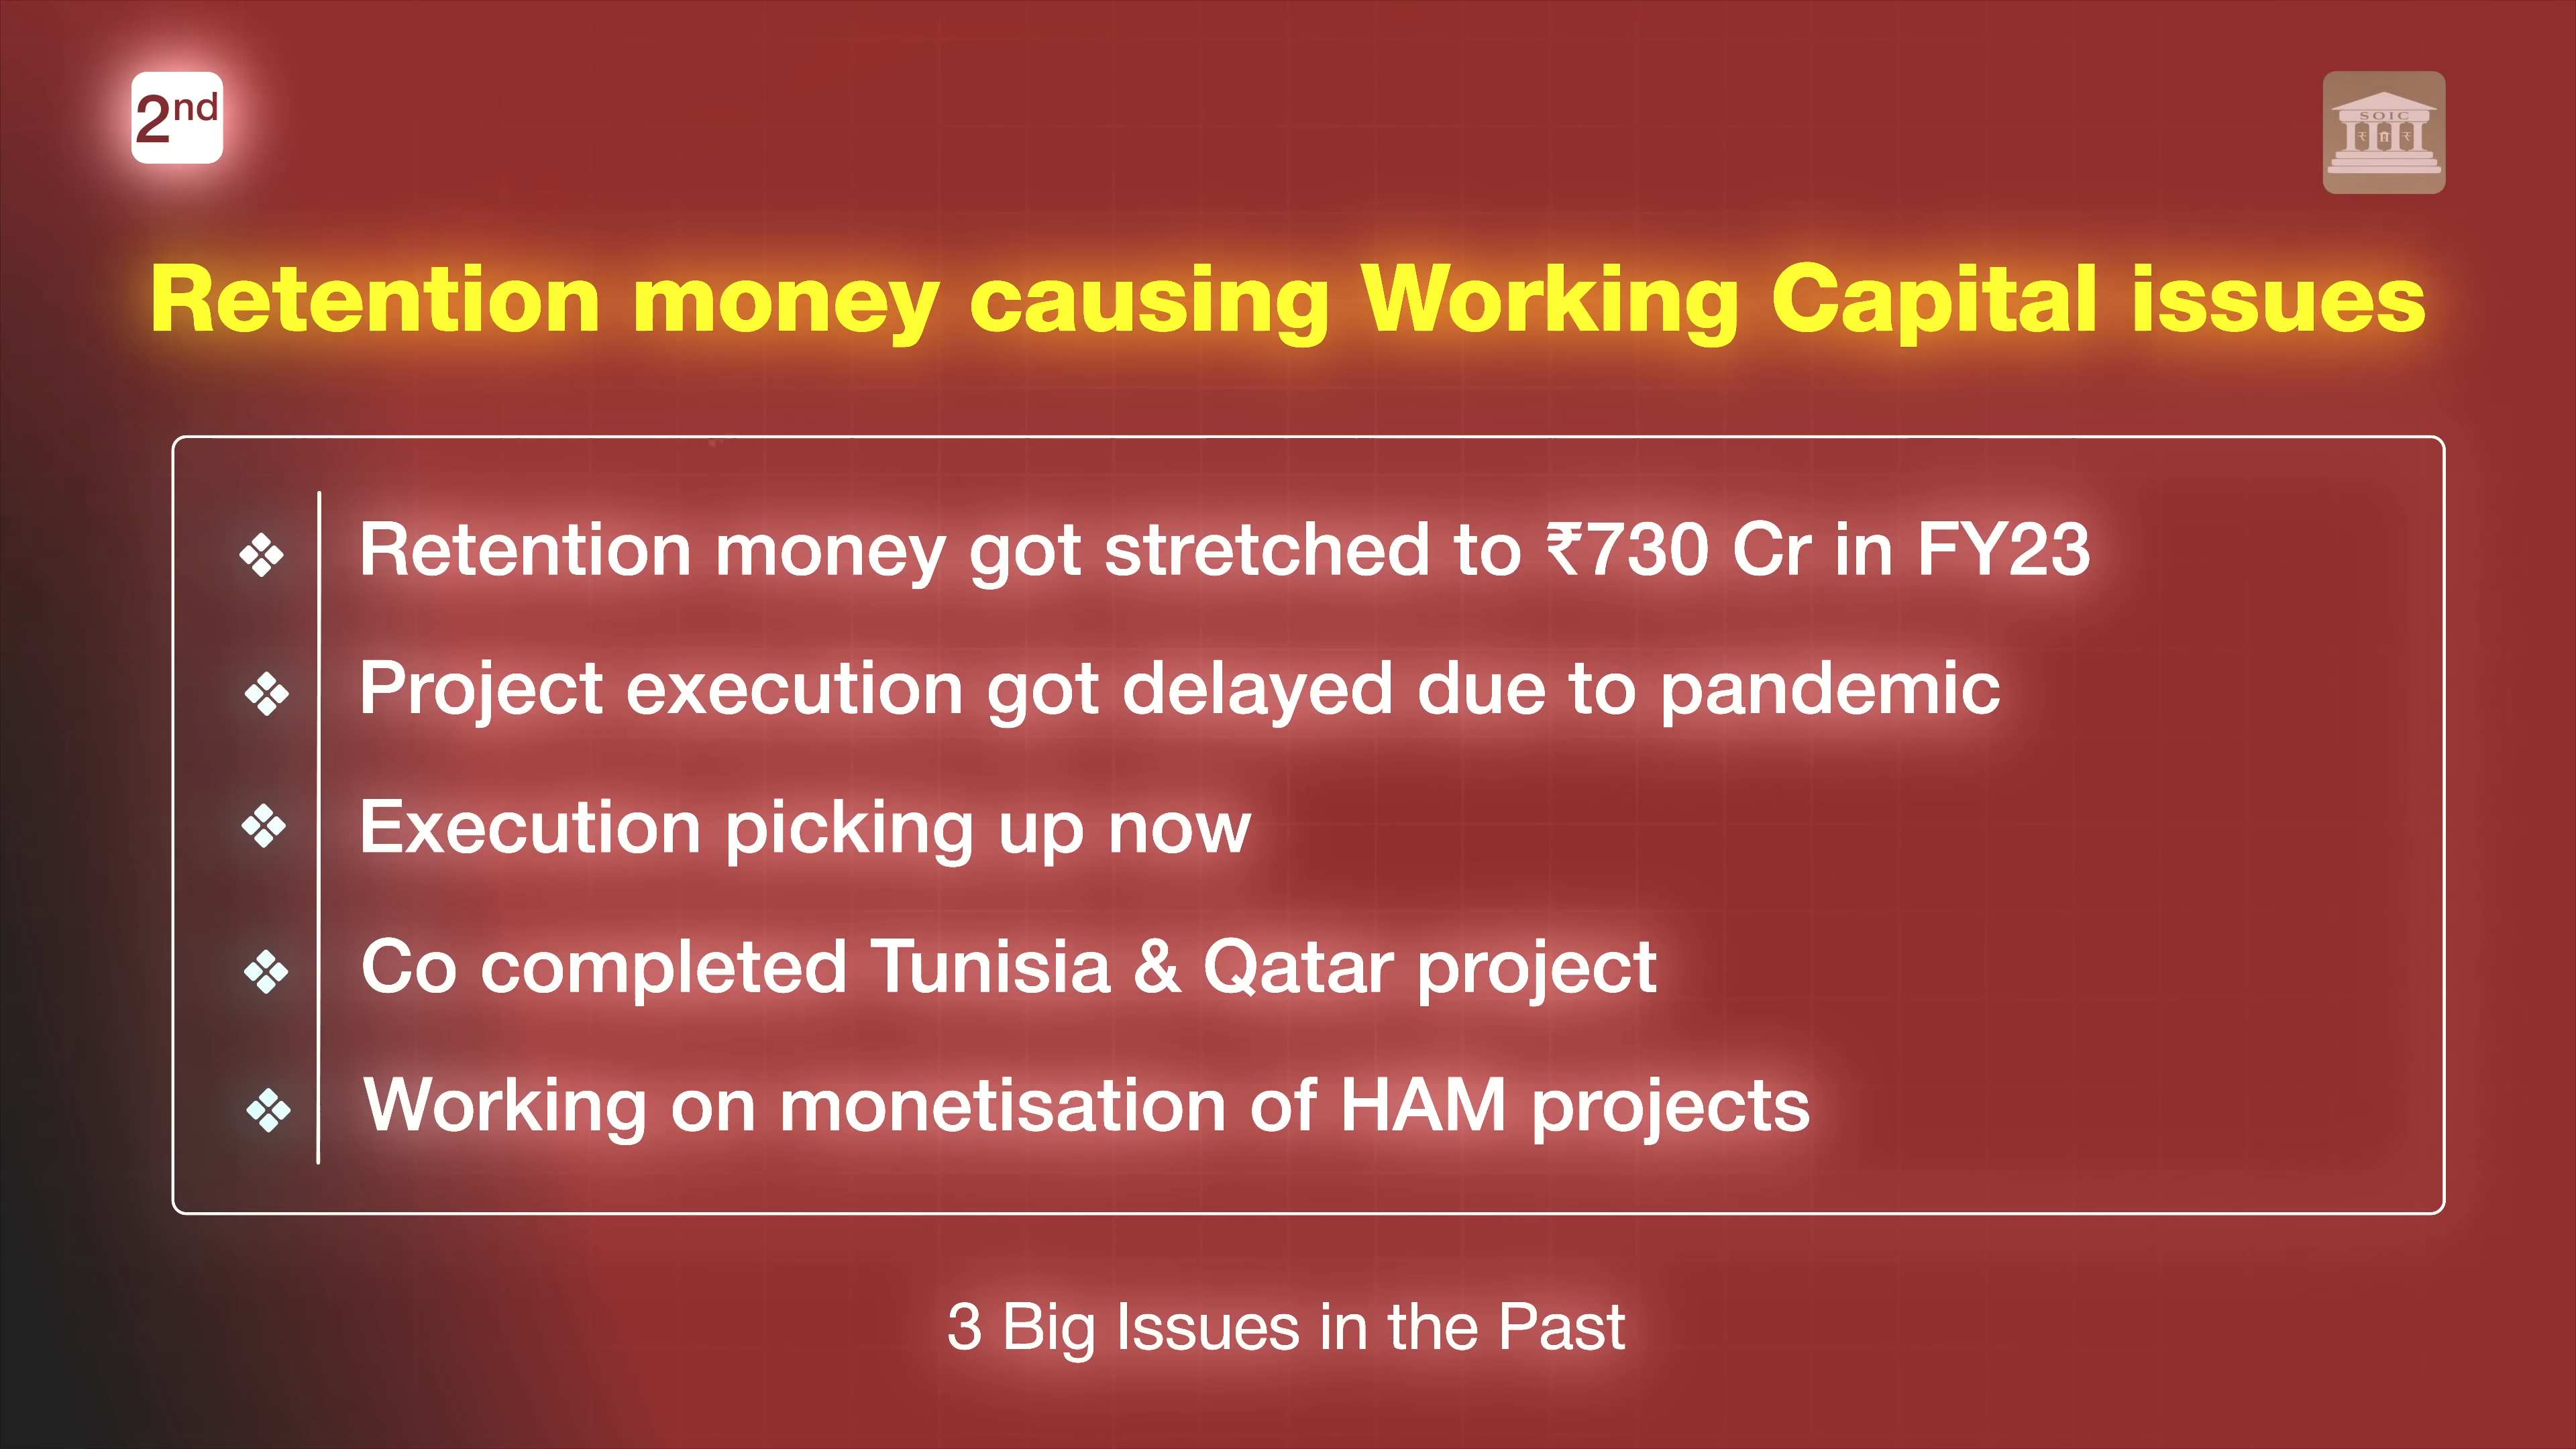 2nd
SOIC
₹ ₹
Retention money causing Working Capital issues
❖ Retention money got stretched to ₹730 Cr in FY23
❖ Project execution got delayed due to pandemic
❖ Execution picking up now
❖ Co completed Tunisia & Qatar project
❖ Working on monetisation of HAM projects
3 Big Issues in the Past